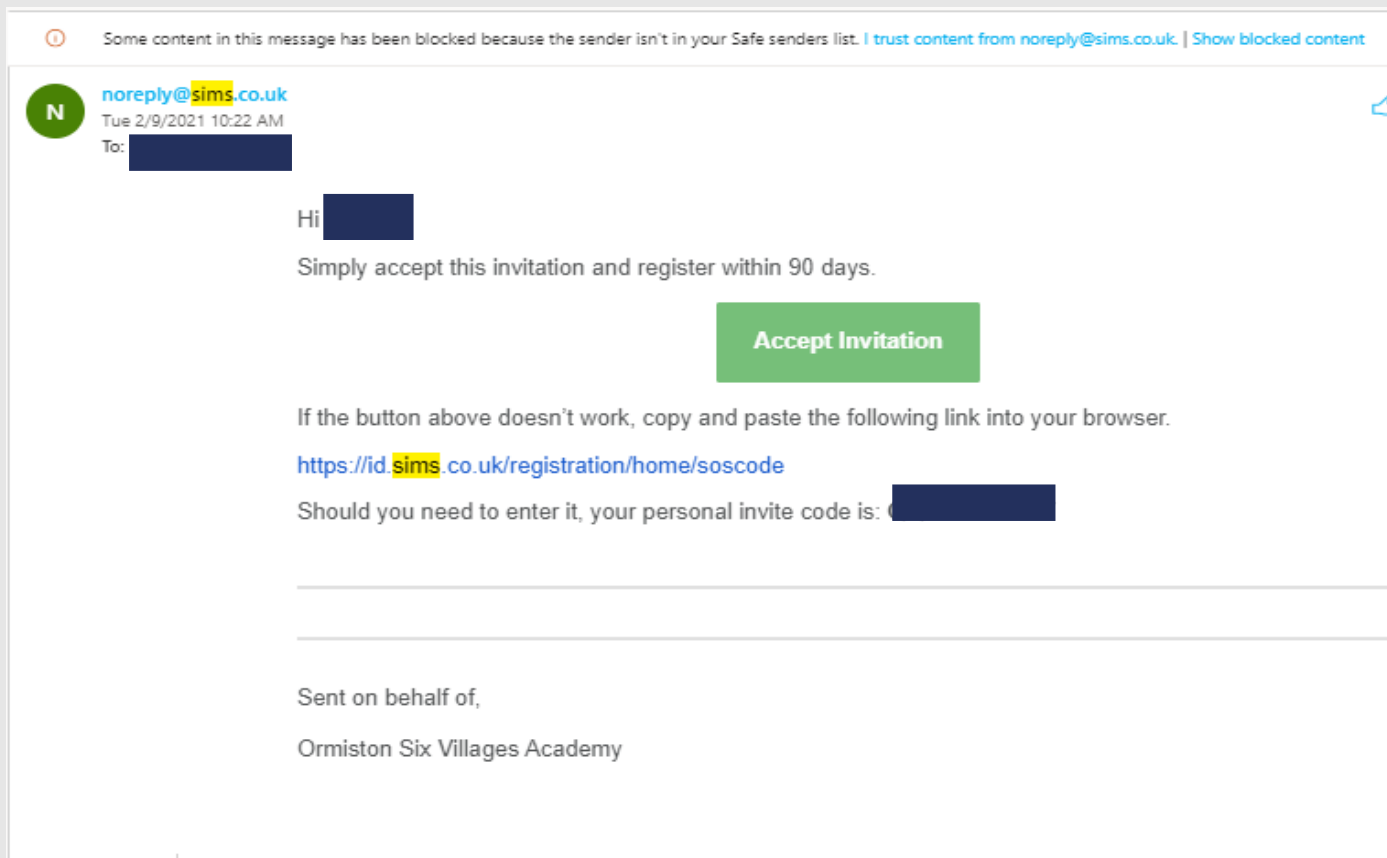 Some content in this message has been blocked because the sender isn't in your Safe senders list. I trust content from noreply@sims.co.uk. | Show blocked content
N
noreply@sims.co.uk
Tue 2/9/2021 10:22 AM
To:
Hi
Simply accept this invitation and register within 90 days.
Accept Invitation
If the button above doesn’t work, copy and paste the following link into your browser.
https://id.sims.co.uk/registration/home/soscode
Should you need to enter it, your personal invite code is:
Sent on behalf of,
Ormiston Six Villages Academy